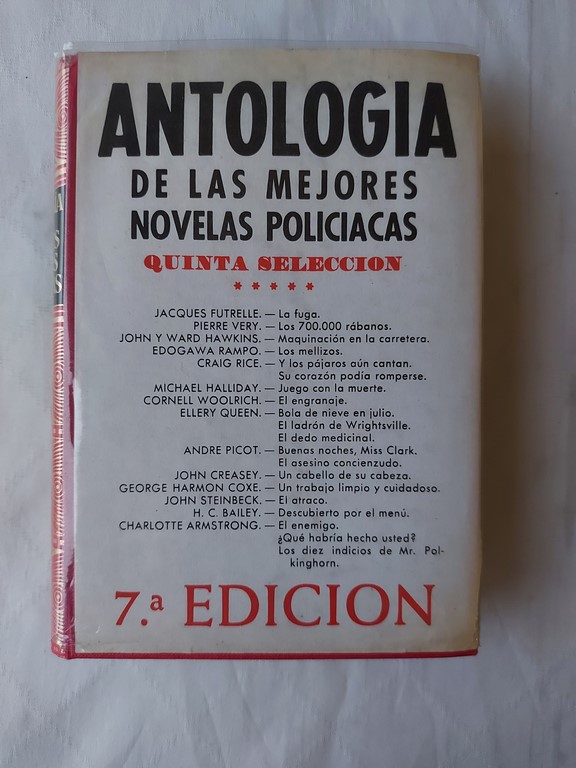 ANTOLOGIA
DE LAS MEJORES
NOVELAS POLICIACAS
QUINTA SELECCION
* * * * *
JACQUES FUTRELLE. — La fuga.
PIERRE VERY. — Los 700.000 rábanos.
JOHN Y WARD HAWKINS. — Maquinación en la carretera.
EDOGAWA RAMPO. — Los mellizos.
CRAIG RICE. — Y los pájaros aún cantan.
Su corazón podía romperse.
MICHAEL HALLIDAY. — Juego con la muerte.
CORNELL WOOLRICH. — El engranaje.
ELLERY QUEEN. — Bola de nieve en julio.
El ladrón de Wrightsville.
El dedo medicinal.
ANDRE PICOT. — Buenas noches, Miss Clark.
El asesino concienzudo.
JOHN CREASEY. — Un cabello de su cabeza.
GEORGE HARMON COXE. — Un trabajo limpio y cuidadoso.
JOHN STEINBECK. — El atraco.
H. C. BAILEY. — Descubierto por el menú.
CHARLOTTE ARMSTRONG. — El enemigo.
¿Qué habría hecho usted?
Los diez indicios de Mr. Pol-
kinghorn.
7.ª EDICION